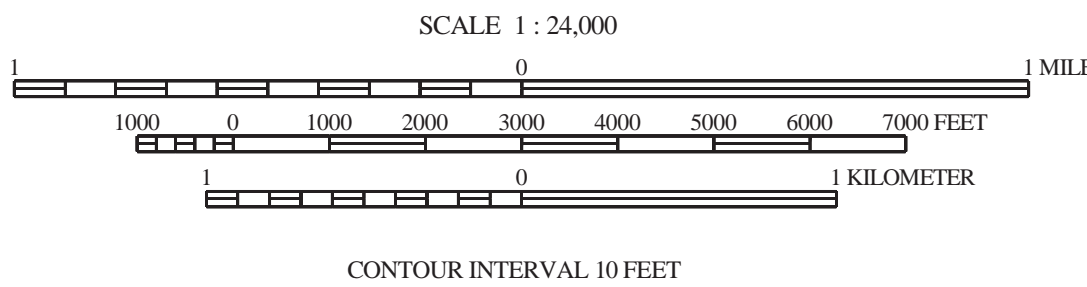 SCALE 1 : 24,000
1 0 1 MILE
1000 0 1000 2000 3000 4000 5000 6000 7000 FEET
1 0 1 KILOMETER
CONTOUR INTERVAL 10 FEET